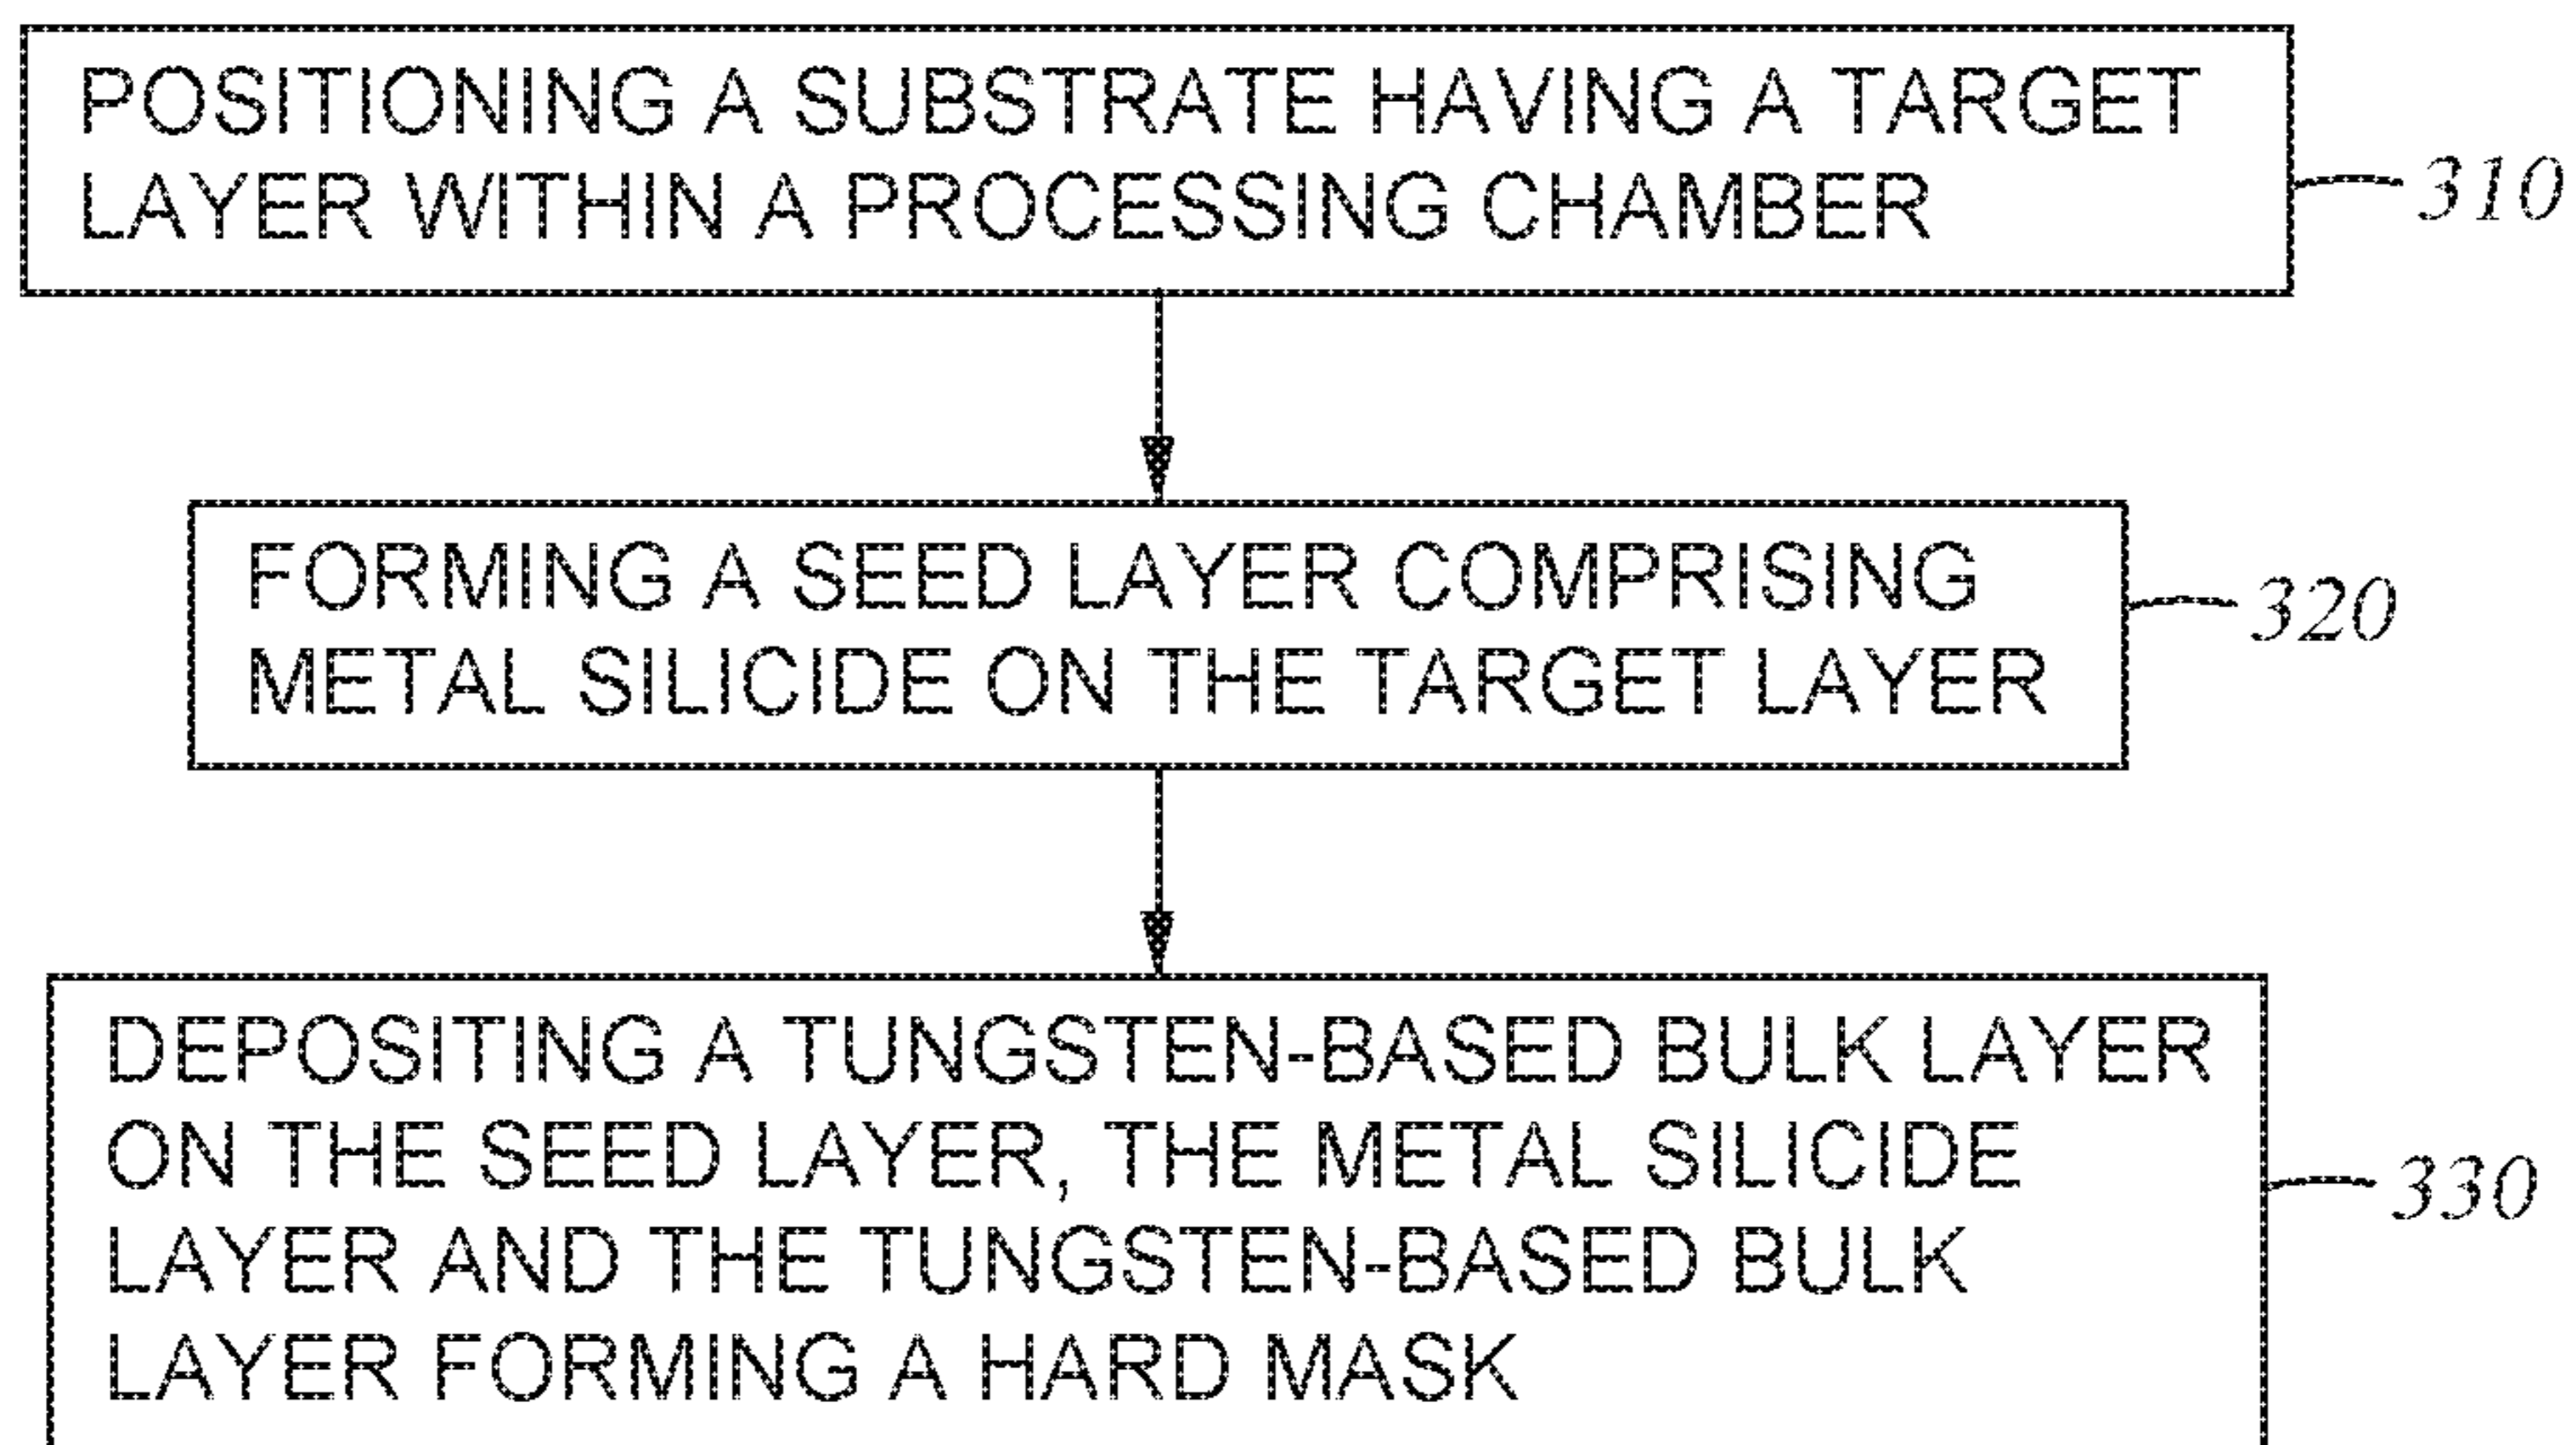 POSITIONING A SUBSTRATE HAVING A TARGET
LAYER WITHIN A PROCESSING CHAMBER
310
FORMING A SEED LAYER COMPRISING
METAL SILICIDE ON THE TARGET LAYER
320
DEPOSITING A TUNGSTEN-BASED BULK LAYER
ON THE SEED LAYER, THE METAL SILICIDE
LAYER AND THE TUNGSTEN-BASED BULK
LAYER FORMING A HARD MASK
330